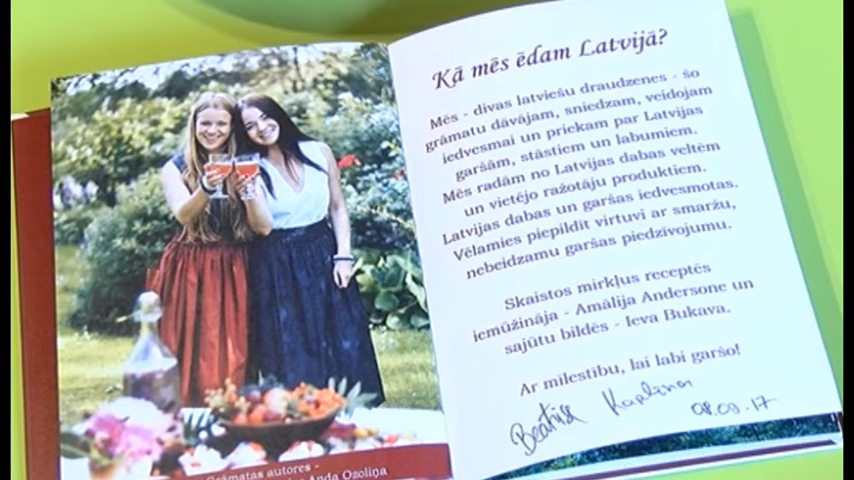 Kā mēs ēdam Latvijā?
Mēs - divas latviešu draudzenes - šo
grāmatu dāvājam, sniedzam, veidojam
iedvesmai un priekam par Latvijas
garšām, stāstiem un labumiem.
Mēs radām no Latvijas dabas veltēm
un vietējo ražotāju produktiem.
Latvijas dabas un garšas iedvesmotas.
Vēlamies piepildīt virtuvi ar smaržu,
nebeidzamu garšas piedzīvojumu.
Skaistos mirkļus receptēs
iemūžināja - Amālija Andersone un
sajūtu bildēs - Ieva Bukava.
Ar mīlestību, lai labi garšo!
Beatrise
08.09.17
Grāmatas autores -
Anda Ozoliņa